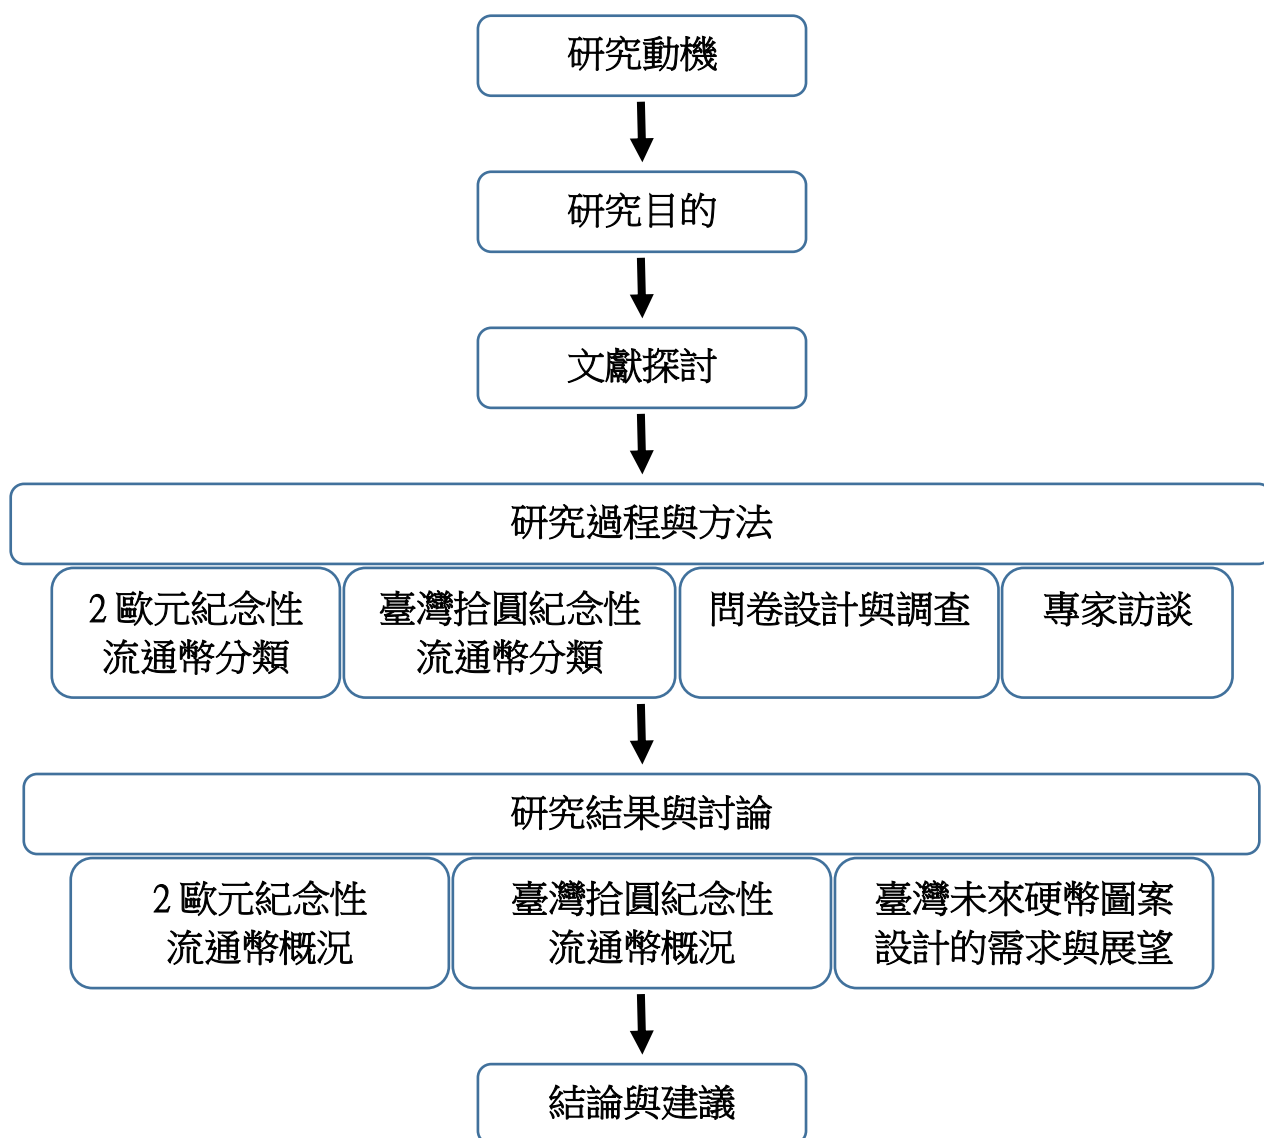 研究動機
研究目的
文獻探討
研究過程與方法
2 歐元紀念性
流通幣分類
臺灣拾圓紀念性
流通幣分類
問卷設計與調查
專家訪談
研究結果與討論
2 歐元紀念性
流通幣概況
臺灣拾圓紀念性
流通幣概況
臺灣未來硬幣圖案
設計的需求與展望
結論與建議